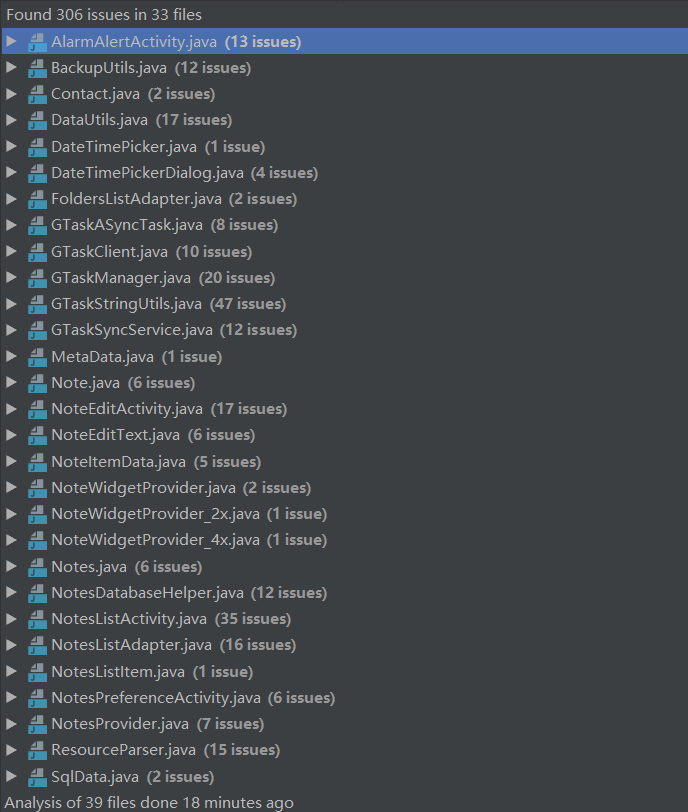 Found 306 issues in 33 files
AlarmAlertActivity.java (13 issues)
BackupUtils.java (12 issues)
Contact.java (2 issues)
DataUtils.java (17 issues)
DateTimePicker.java (1 issue)
DateTimePickerDialog.java (4 issues)
FoldersListAdapter.java (2 issues)
GTaskASyncTask.java (8 issues)
GTaskClient.java (10 issues)
GTaskManager.java (20 issues)
GTaskStringUtils.java (47 issues)
GTaskSyncService.java (12 issues)
MetaData.java (1 issue)
Note.java (6 issues)
NoteEditActivity.java (17 issues)
NoteEditText.java (6 issues)
NoteItemData.java (5 issues)
NoteWidgetProvider.java (2 issues)
NoteWidgetProvider_2x.java (1 issue)
NoteWidgetProvider_4x.java (1 issue)
Notes.java (6 issues)
NotesDatabaseHelper.java (12 issues)
NotesListActivity.java (35 issues)
NotesListAdapter.java (16 issues)
NotesListItem.java (1 issue)
NotesPreferenceActivity.java (6 issues)
NotesProvider.java (7 issues)
ResourceParser.java (15 issues)
SqlData.java (2 issues)
Analysis of 39 files done 18 minutes ago